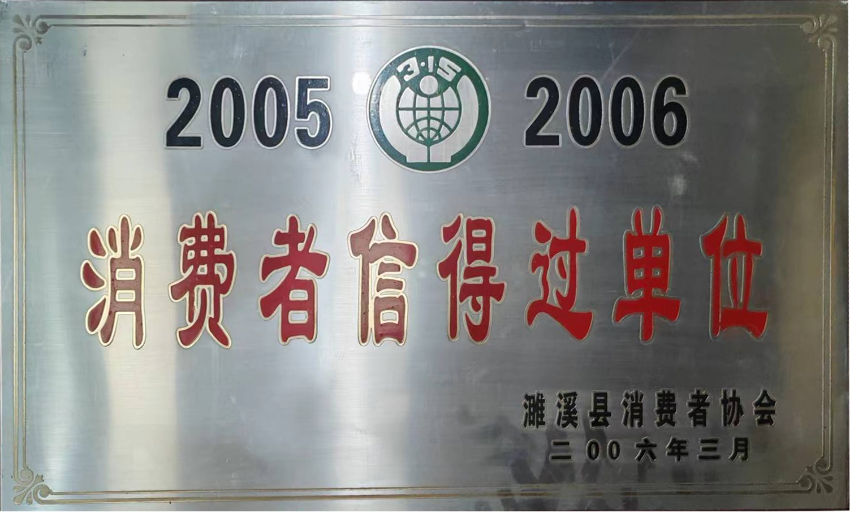 2005 3·15 2006
消费者信得过单位
濉溪县消费者协会
二00六年三月